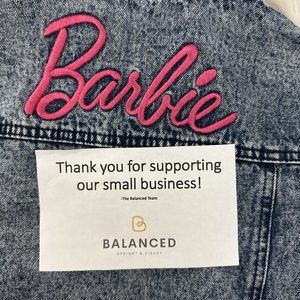 Barbie
Thank you for supporting
our small business!
-The Balanced Team
BALANCED
UPRIGHT & STEADY